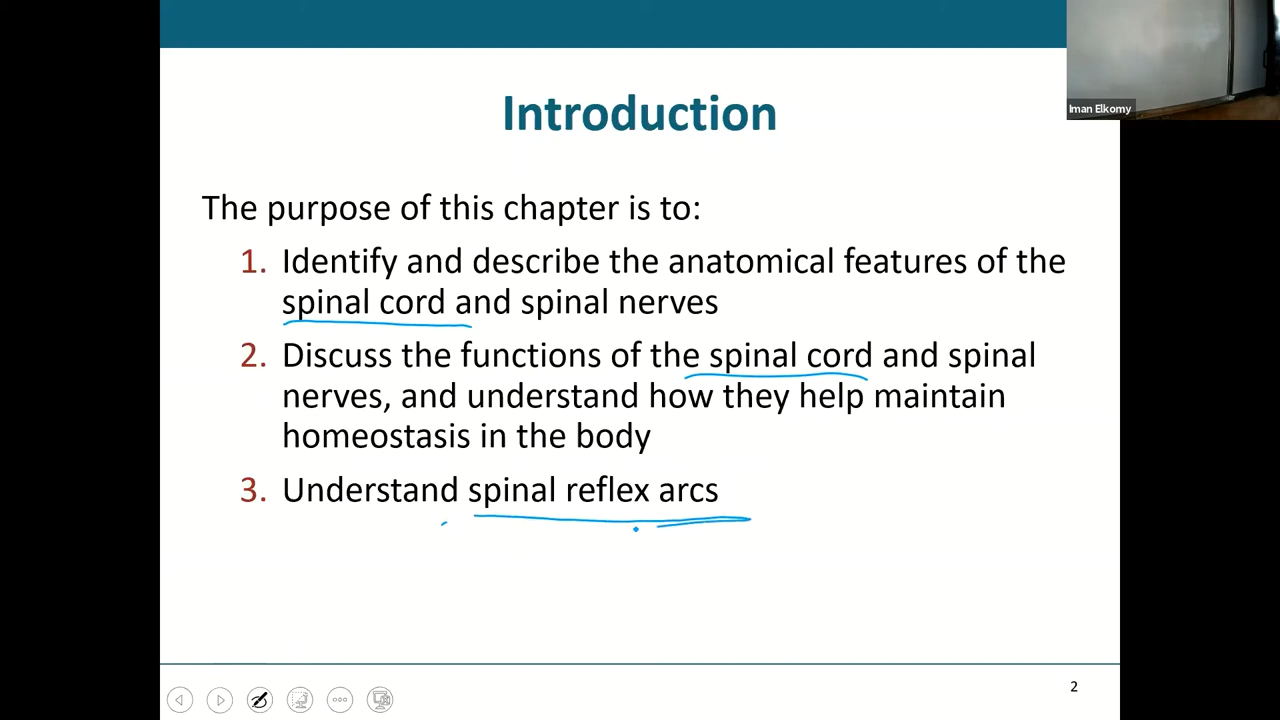 Iman Elkomy
Introduction
The purpose of this chapter is to:
1. Identify and describe the anatomical features of the
spinal cord and spinal nerves
2. Discuss the functions of the spinal cord and spinal
nerves, and understand how they help maintain
homeostasis in the body
3. Understand spinal reflex arcs
2